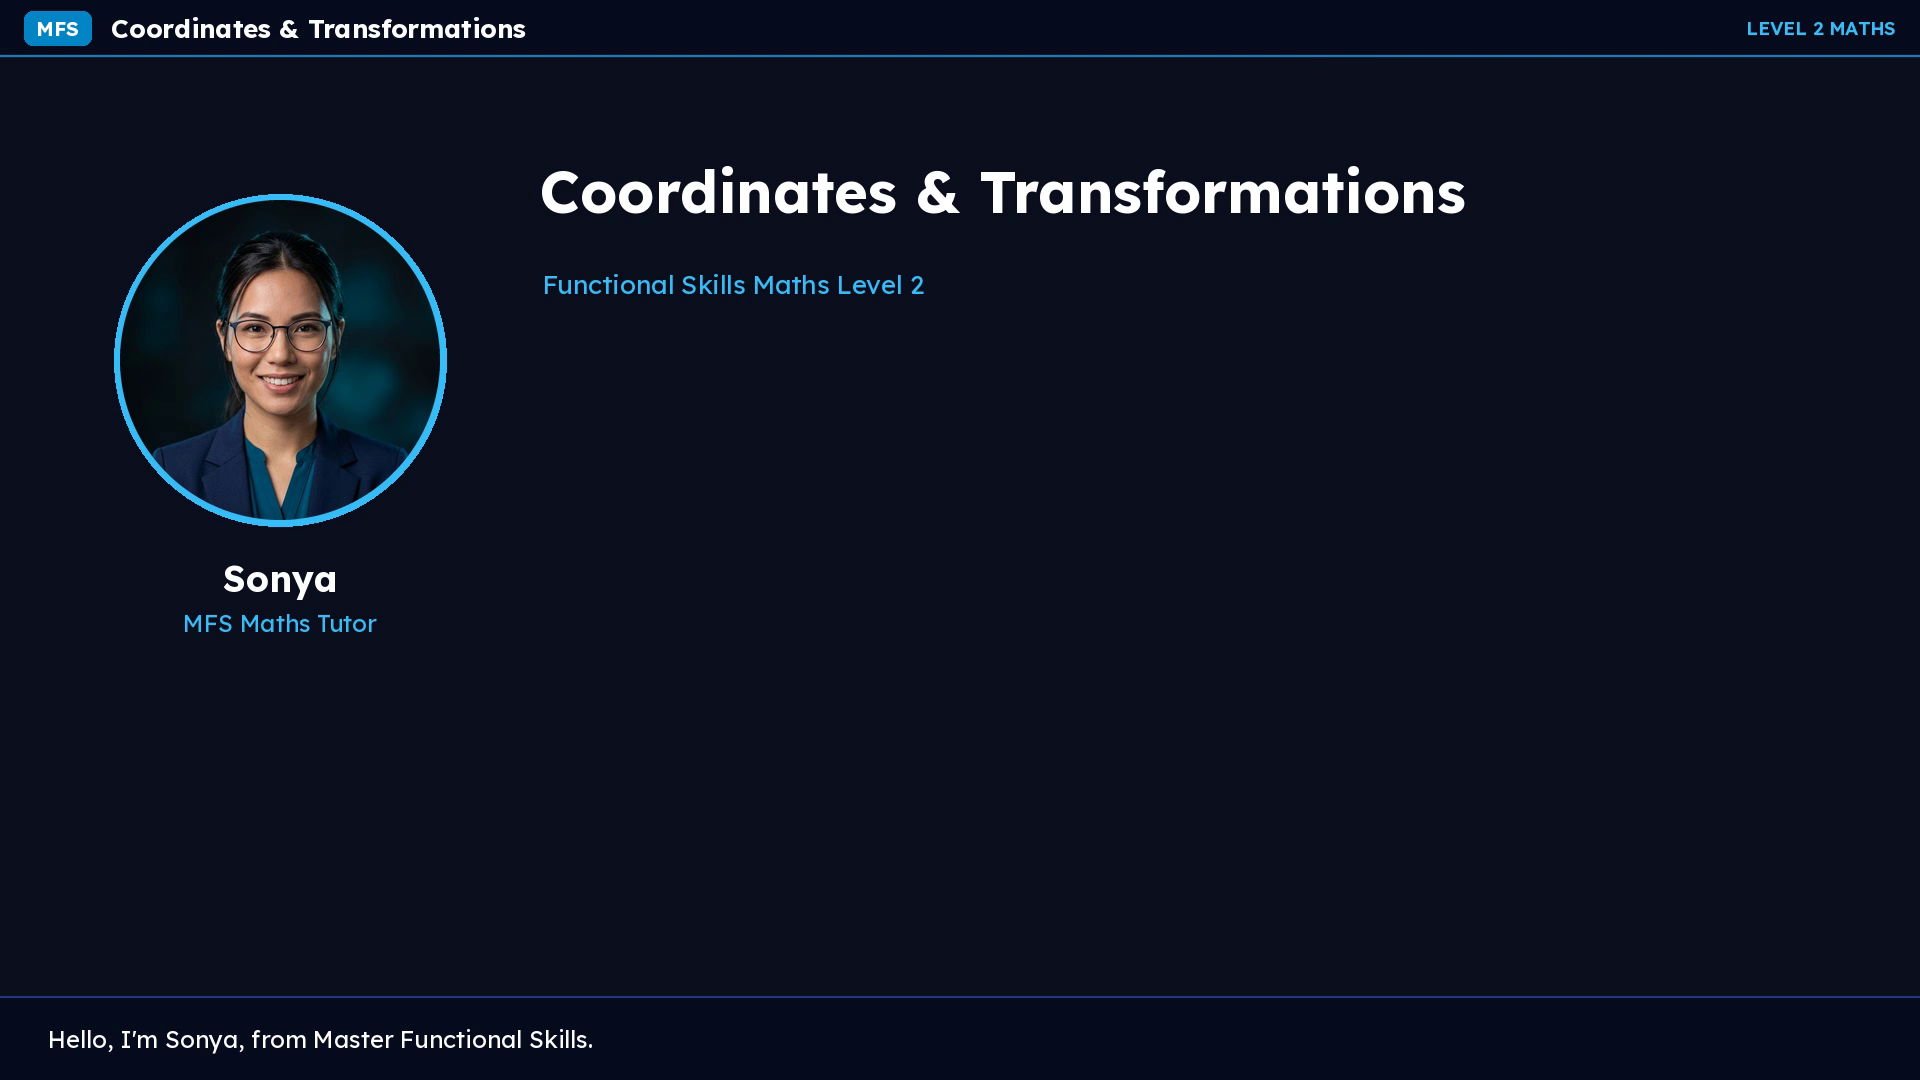 MFS Coordinates & Transformations LEVEL 2 MATHS
Coordinates & Transformations
Functional Skills Maths Level 2
Sonya
MFS Maths Tutor
Hello, I'm Sonya, from Master Functional Skills.